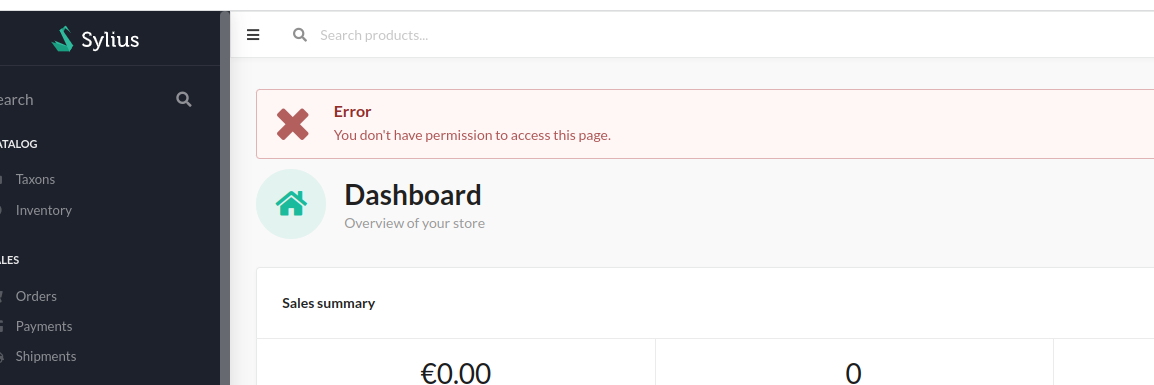 Sylius
Search products...
earch
Error
You don't have permission to access this page.
ATALOG
Taxons
Dashboard
Inventory
Overview of your store
ALES
Orders
Sales summary
Payments
Shipments
€0.00
0